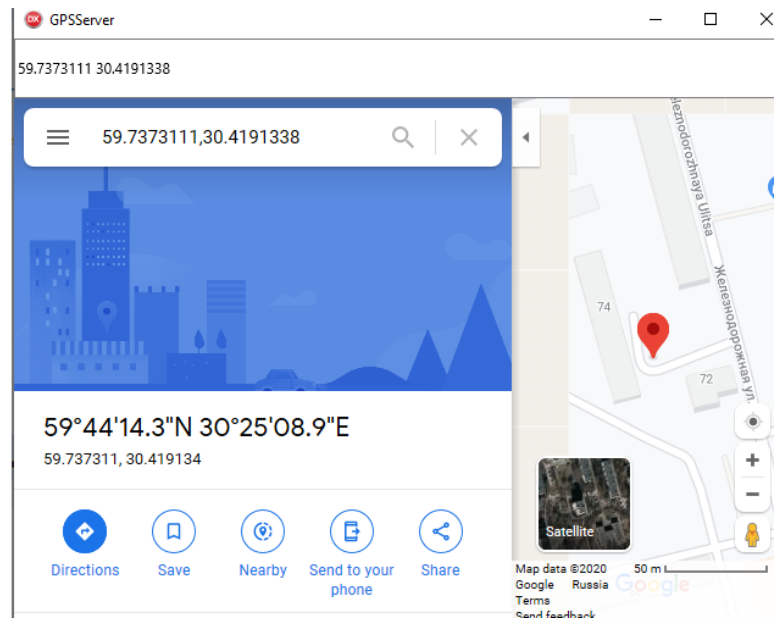 GPSServer
59.7373111 30.4191338
59.7373111,30.4191338
59°44'14.3"N 30°25'08.9"E
59.737311, 30.419134
Directions
Save
Nearby
Send to your
phone
Share
Ulitsa
Железнодорожная ул.
74
72
Satellite
Map data ©2020
50 m
Google
Russia
Google
Terms
Send feedback